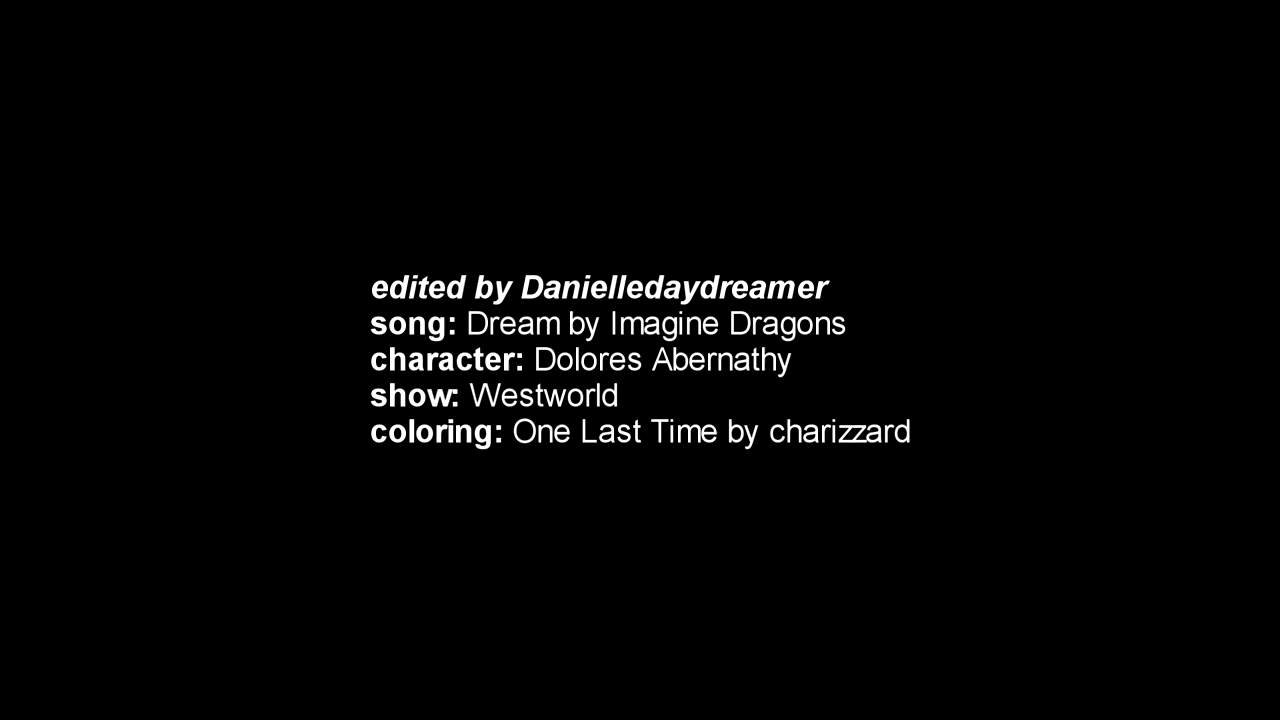 edited by Danielledaydreamer
song: Dream by Imagine Dragons
character: Dolores Abernathy
show: Westworld
coloring: One Last Time by charizzard